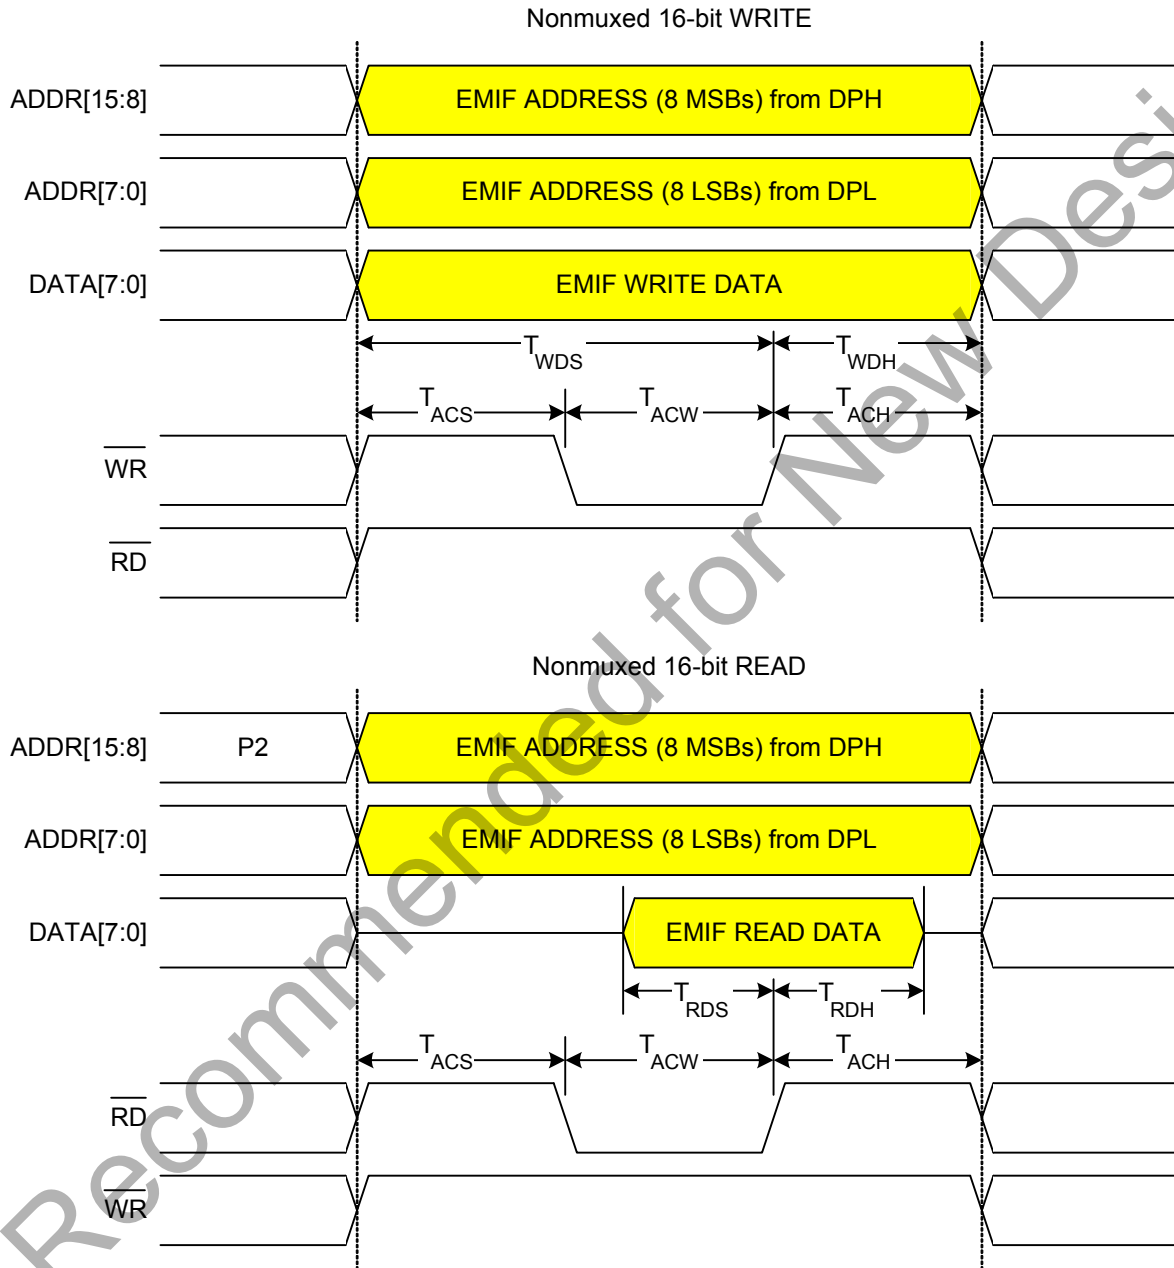 Nonmuxed 16-bit WRITE
ADDR[15:8] EMIF ADDRESS (8 MSBs) from DPH
ADDR[7:0] EMIF ADDRESS (8 LSBs) from DPL
DATA[7:0] EMIF WRITE DATA
TWDS TWDH
TACS TACW TACH
WR
RD
Nonmuxed 16-bit READ
ADDR[15:8] P2 EMIF ADDRESS (8 MSBs) from DPH
ADDR[7:0] EMIF ADDRESS (8 LSBs) from DPL
DATA[7:0] EMIF READ DATA
TRDS TRDH
TACS TACW TACH
RD
WR
Recommended for New Desi